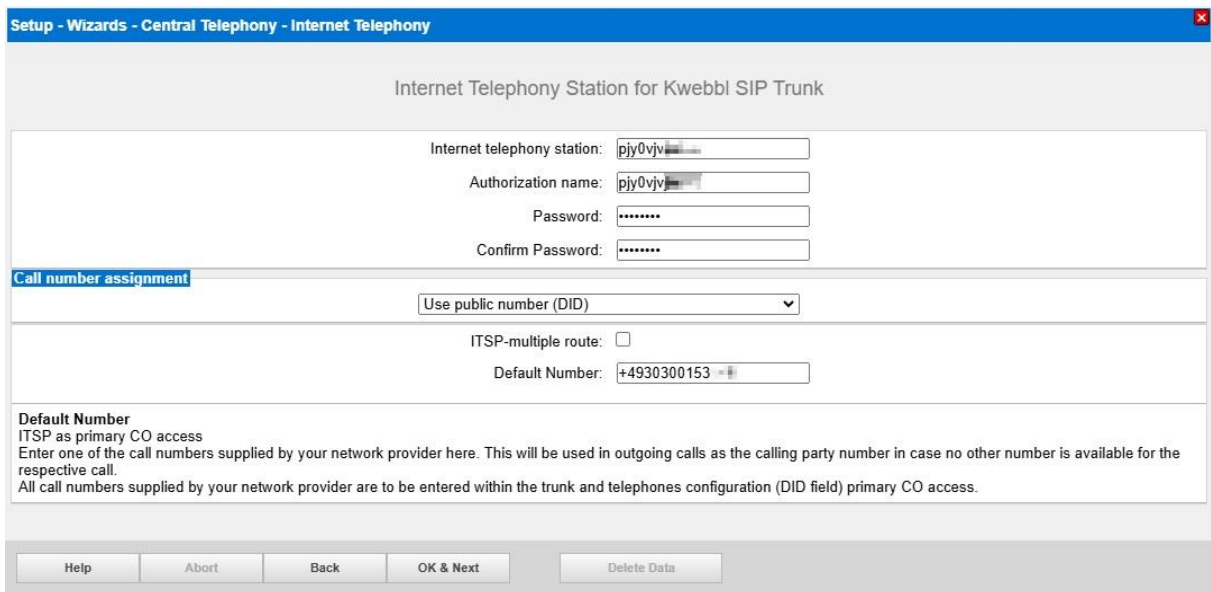 Setup - Wizards - Central Telephony - Internet Telephony
Internet Telephony Station for Kwebbl SIP Trunk
Internet telephony station: pjy0vjv
Authorization name: pjy0vjv
Password: ••••••••
Confirm Password: ••••••••
Call number assignment
Use public number (DID)
ITSP-multiple route:
Default Number: +4930300153
Default Number
ITSP as primary CO access
Enter one of the call numbers supplied by your network provider here. This will be used in outgoing calls as the calling party number in case no other number is available for the
respective call.
All call numbers supplied by your network provider are to be entered within the trunk and telephones configuration (DID field) primary CO access.
Help Abort Back OK & Next Delete Data